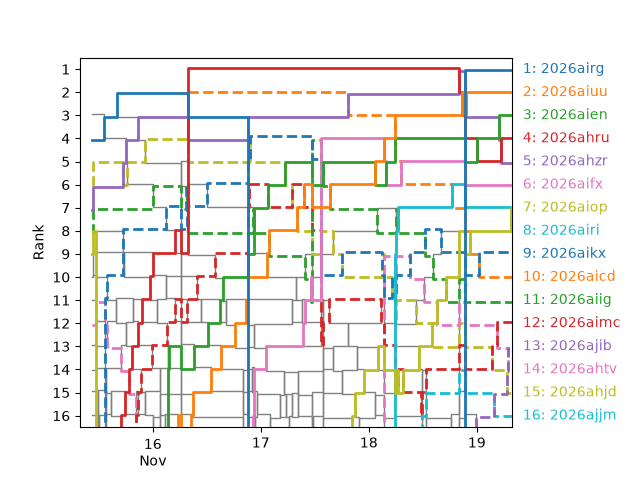 1
2
3
4
5
6
7
8
9
10
11
12
13
14
15
16
Rank
16
17
18
19
Nov
1: 2026airg
2: 2026aiuu
3: 2026aien
4: 2026ahru
5: 2026ahzr
6: 2026aifx
7: 2026aiop
8: 2026airi
9: 2026aikx
10: 2026aicd
11: 2026aiig
12: 2026aimc
13: 2026ajib
14: 2026ahtv
15: 2026ahjd
16: 2026ajjm